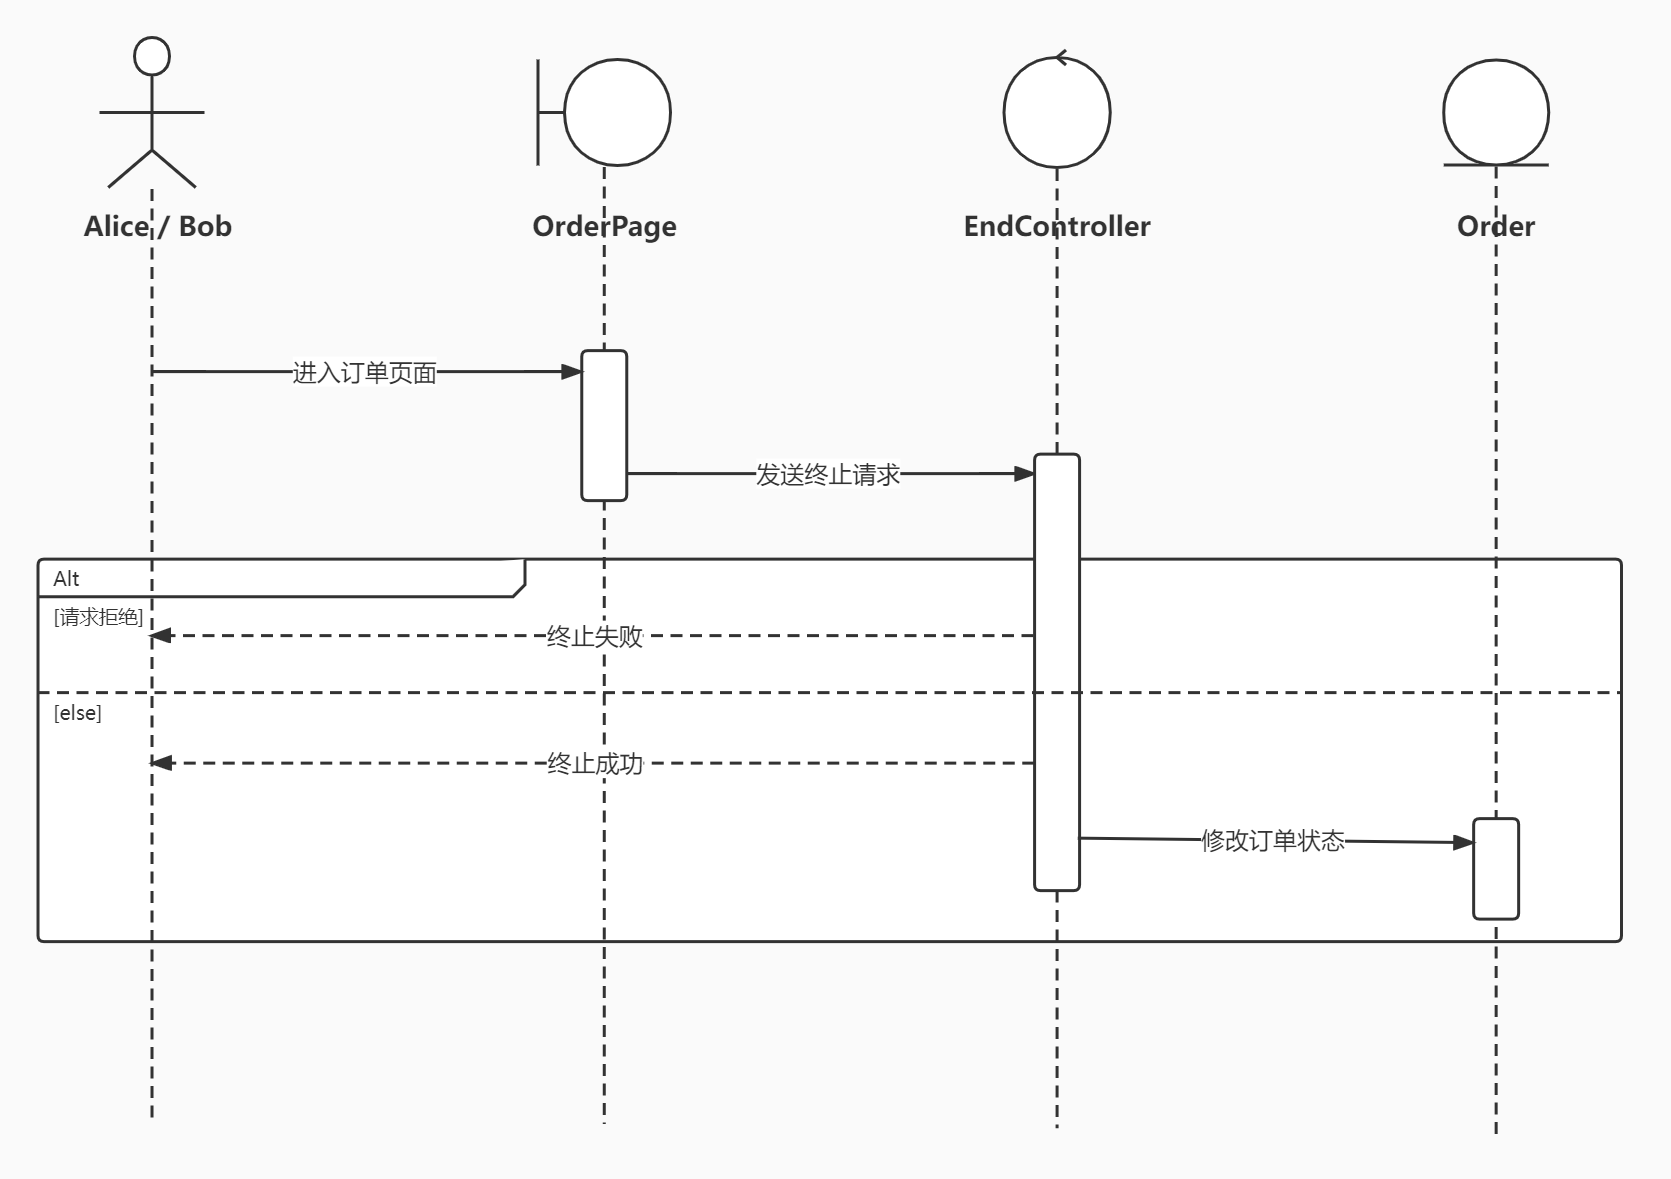 Alice / Bob
OrderPage
EndController
Order
进入订单页面
发送终止请求
Alt
[请求拒绝]
终止失败
[else]
终止成功
修改订单状态